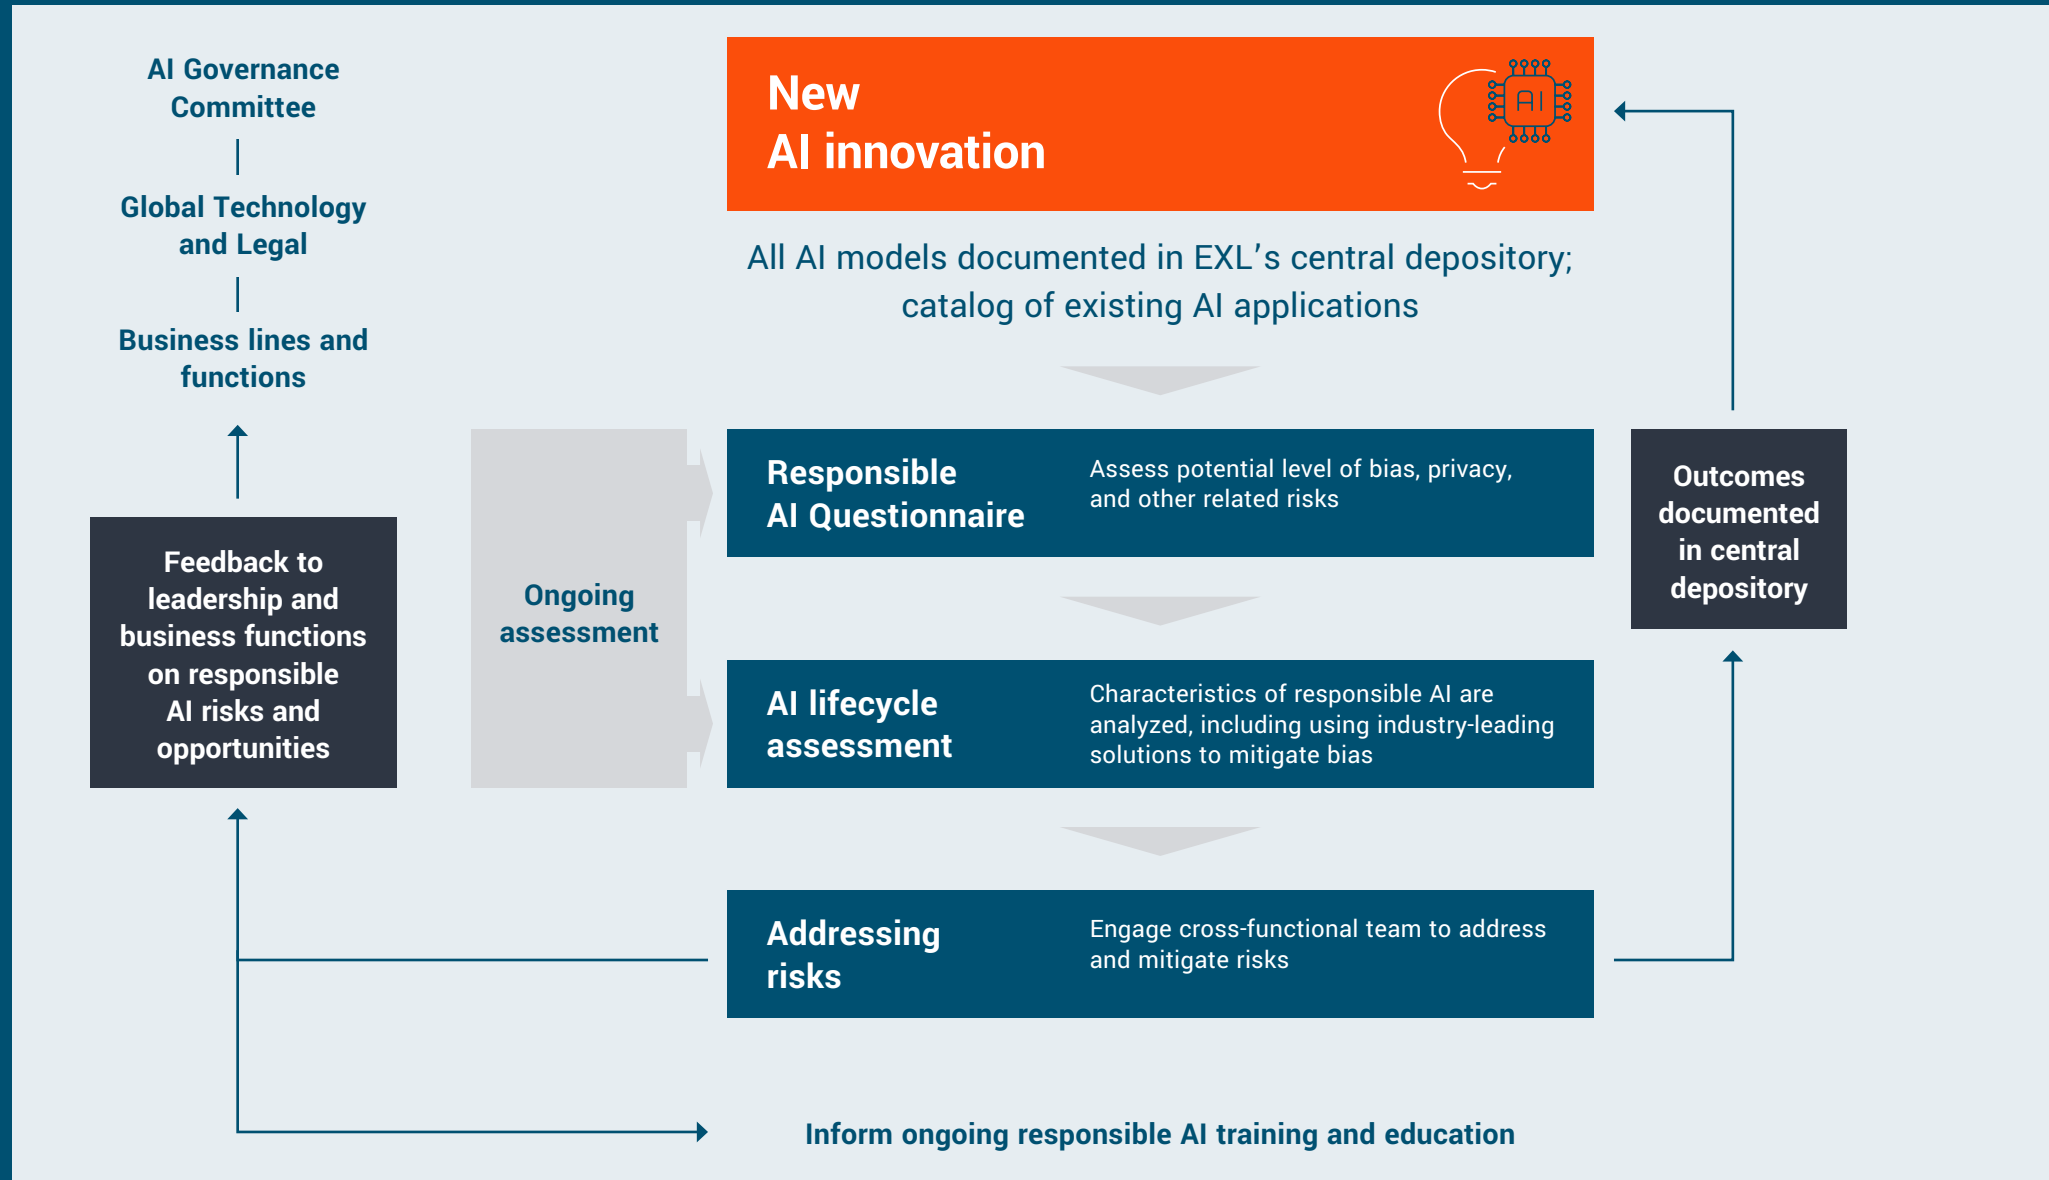 AI Governance
Committee
Global Technology
and Legal
Business lines and
functions
Feedback to
leadership and
business functions
on responsible
AI risks and
opportunities
New
AI innovation
AI
All AI models documented in EXL's central depository;
catalog of existing AI applications
Ongoing
assessment
Responsible
AI Questionnaire
Assess potential level of bias, privacy,
and other related risks
AI lifecycle
assessment
Characteristics of responsible AI are
analyzed, including using industry-leading
solutions to mitigate bias
Addressing
risks
Engage cross-functional team to address
and mitigate risks
Outcomes
documented
in central
depository
Inform ongoing responsible AI training and education